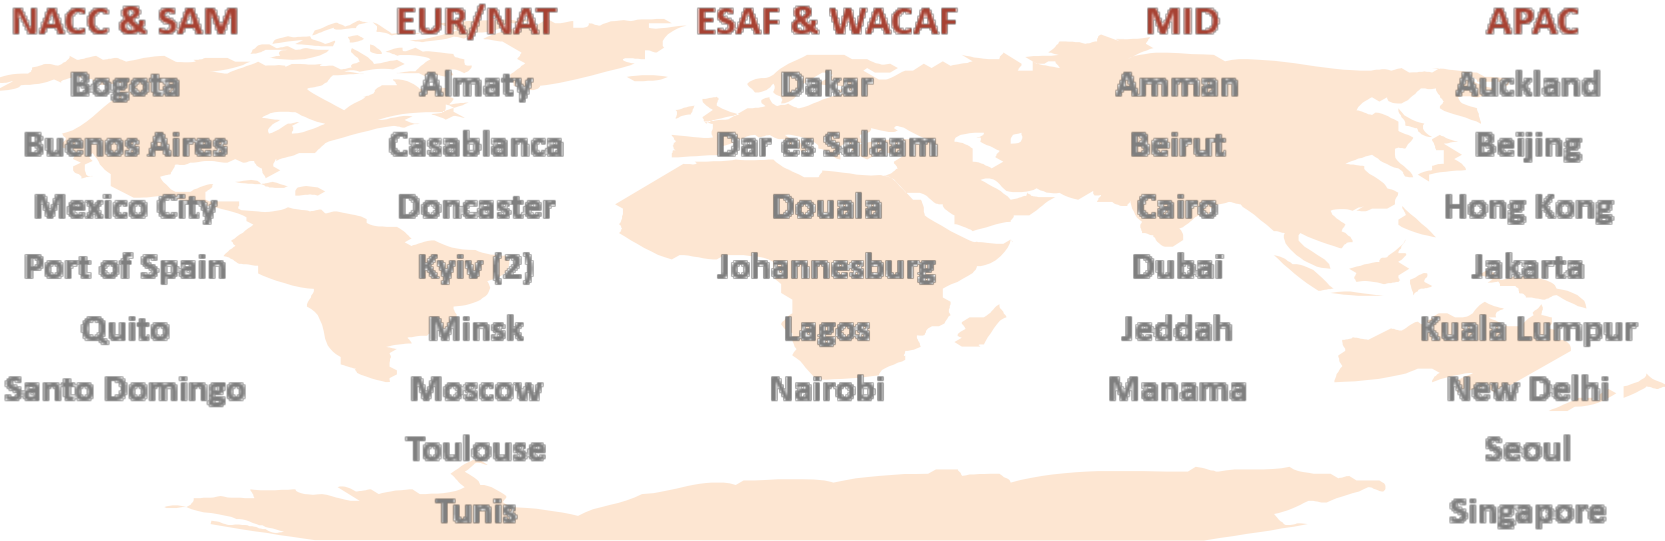 NACC & SAM
Bogota
Buenos Aires
Mexico City
Port of Spain
Quito
Santo Domingo
EUR/NAT
Almaty
Casablanca
Doncaster
Kyiv (2)
Minsk
Moscow
Toulouse
Tunis
ESAF & WACAF
Dakar
Dar es Salaam
Douala
Johannesburg
Lagos
Nairobi
MID
Amman
Beirut
Cairo
Dubai
Jeddah
Manama
APAC
Auckland
Beijing
Hong Kong
Jakarta
Kuala Lumpur
New Delhi
Seoul
Singapore